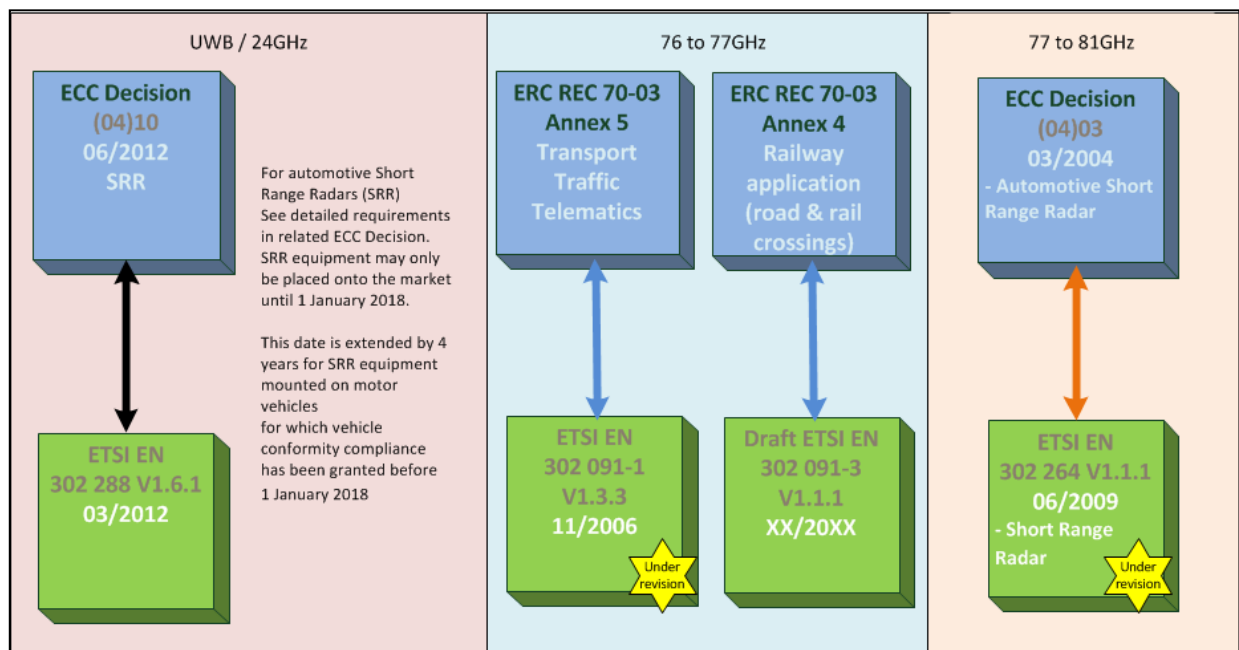 UWB / 24GHz
ECC Decision
(04)10
06/2012
SRR
For automotive Short
Range Radars (SRR)
See detailed requirements
in related ECC Decision.
SRR equipment may only
be placed onto the market
until 1 January 2018.
This date is extended by 4
years for SRR equipment
mounted on motor
vehicles
for which vehicle
conformity compliance
has been granted before
1 January 2018
ETSI EN
302 288 V1.6.1
03/2012
76 to 77GHz
ERC REC 70-03
Annex 5
Transport
Traffic
Telematics
ERC REC 70-03
Annex 4
Railway
application
(road & rail
crossings)
ETSI EN
302 091-1
V1.3.3
11/2006
Under
revision
Draft ETSI EN
302 091-3
V1.1.1
XX/20XX
77 to 81GHz
ECC Decision
(04)03
03/2004
- Automotive Short
Range Radar
ETSI EN
302 264 V1.1.1
06/2009
- Short Range
Radar
Under
revision